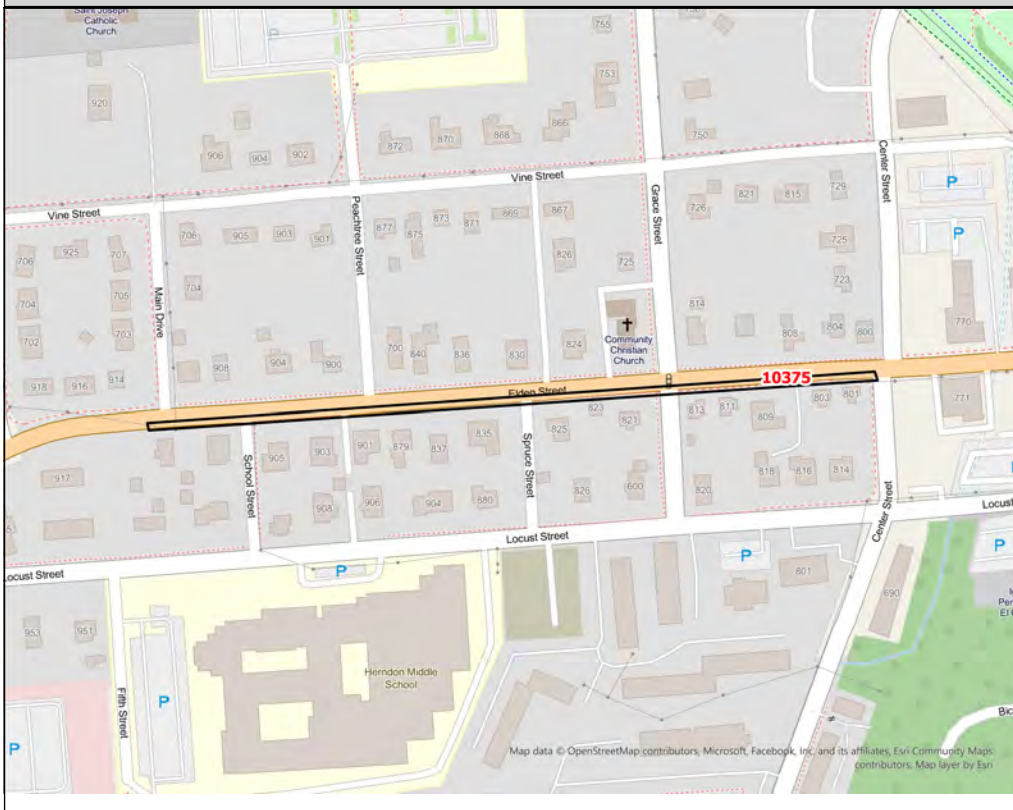 Saint Joseph
Catholic
Church
755
753
920
750
906
904
902
872
870
868
866
Center Street
P
Vine Street
Vine Street
Peachtree Street
Grace Street
P
706
925
707
706
905
903
901
877
875
873
871
869
867
826
725
726
821
815
729
725
723
704
705
704
702
703
Main Drive
814
770
Community
Christian
Church
918
916
914
908
904
900
700
840
836
830
824
808
804
800
10375
Elden Street
771
917
School Street
905
903
901
879
837
835
Spruce Street
825
823
821
813
811
809
803
801
908
906
904
880
826
600
820
818
816
814
P
Locust Street
Locust Street
Locust
Center Street
P
P
801
690
P
953
951
Fifth Street
P
Herndon Middle
School
P
8
Map data © OpenStreetMap contributors, Microsoft, Facebook, Inc. and its affiliates, Esri Community Maps
contributors, Map layer by Esri